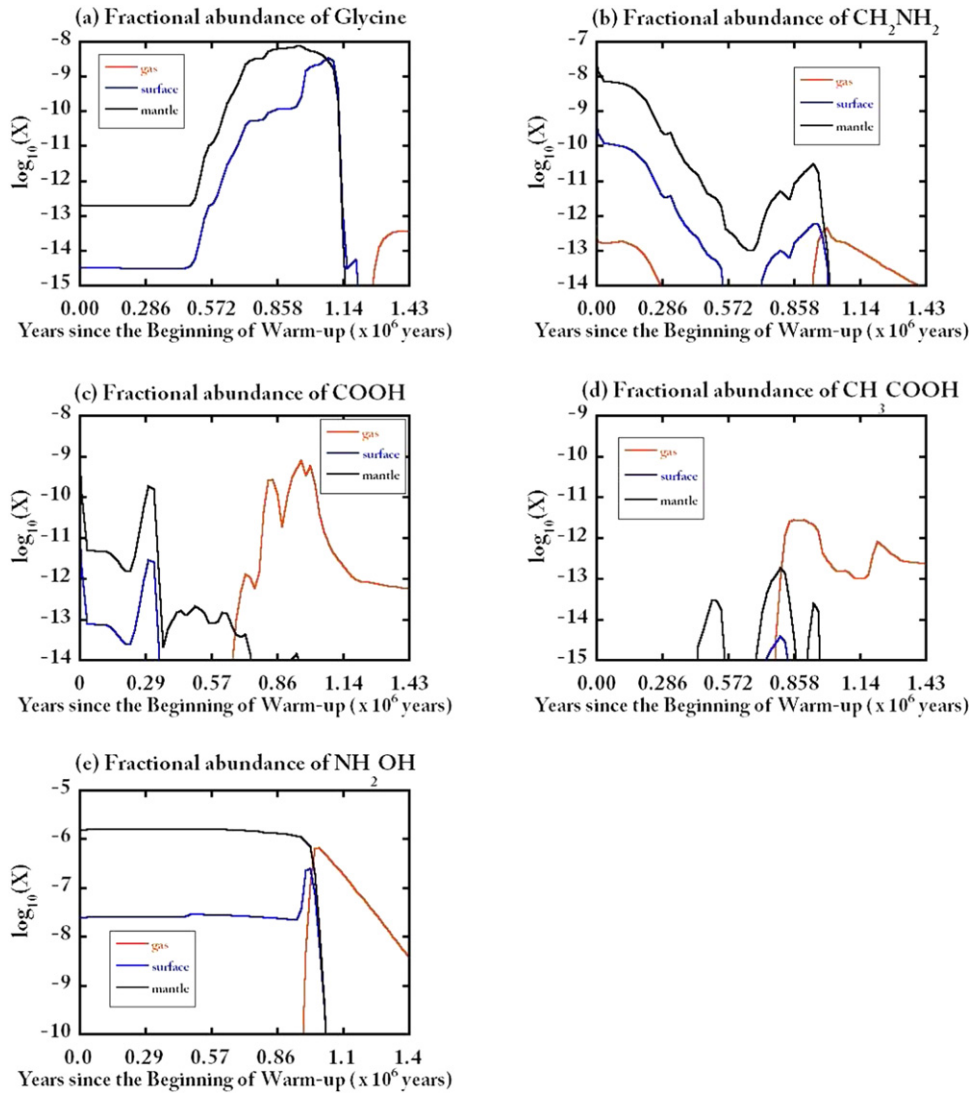 (a) Fractional abundance of Glycine
-8
-9
-10
-11
-12
-13
-14
-15
log10(X)
gas
surface
mantle
0.00 0.286 0.572 0.858 1.14 1.43
Years since the Beginning of Warm-up (x 10^6 years)
(b) Fractional abundance of CH2NH2
-7
-8
-9
-10
-11
-12
-13
-14
log10(X)
gas
surface
mantle
0.00 0.286 0.572 0.858 1.14 1.43
Years since the Beginning of Warm-up (x 10^6 years)
(c) Fractional abundance of COOH
-8
-9
-10
-11
-12
-13
-14
log10(X)
gas
surface
mantle
0 0.29 0.57 0.86 1.14 1.43
Years since the Beginning of Warm-up (x 10^6 years)
(d) Fractional abundance of CH3COOH
-9
-10
-11
-12
-13
-14
-15
log10(X)
gas
surface
mantle
0.00 0.286 0.572 0.858 1.14 1.43
Years since the Beginning of Warm-up (x 10^6 years)
(e) Fractional abundance of NH2OH
-5
-6
-7
-8
-9
-10
log10(X)
gas
surface
mantle
0.0 0.29 0.57 0.86 1.1 1.4
Years since the Beginning of Warm-up (x 10^6 years)